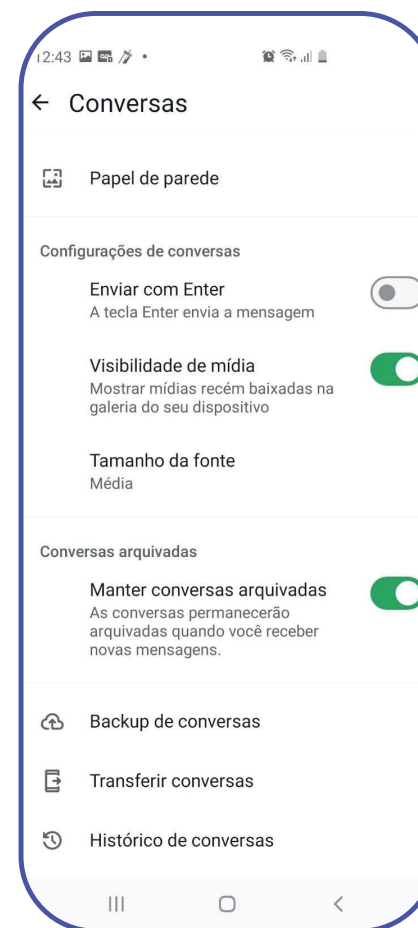 12:43
Conversas
Papel de parede
Configurações de conversas
Enviar com Enter
A tecla Enter envia a mensagem
Visibilidade de mídia
Mostrar mídias recém baixadas na
galeria do seu dispositivo
Tamanho da fonte
Média
Conversas arquivadas
Manter conversas arquivadas
As conversas permanecerão
arquivadas quando você receber
novas mensagens.
Backup de conversas
Transferir conversas
Histórico de conversas